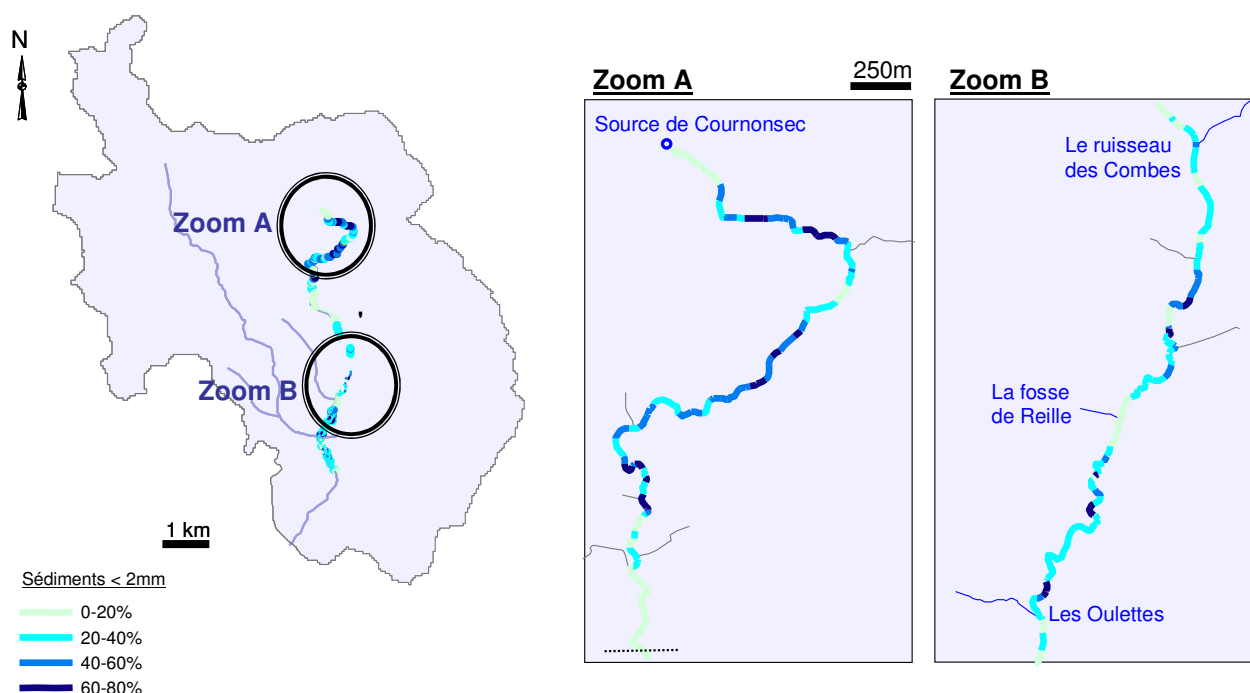 N
Zoom A
Zoom B
1 km
Sédiments < 2mm
0-20%
20-40%
40-60%
60-80%
Zoom A
250m
Source de Cournonsec
Zoom B
Le ruisseau
des Combes
La fosse
de Reille
Les Oulettes